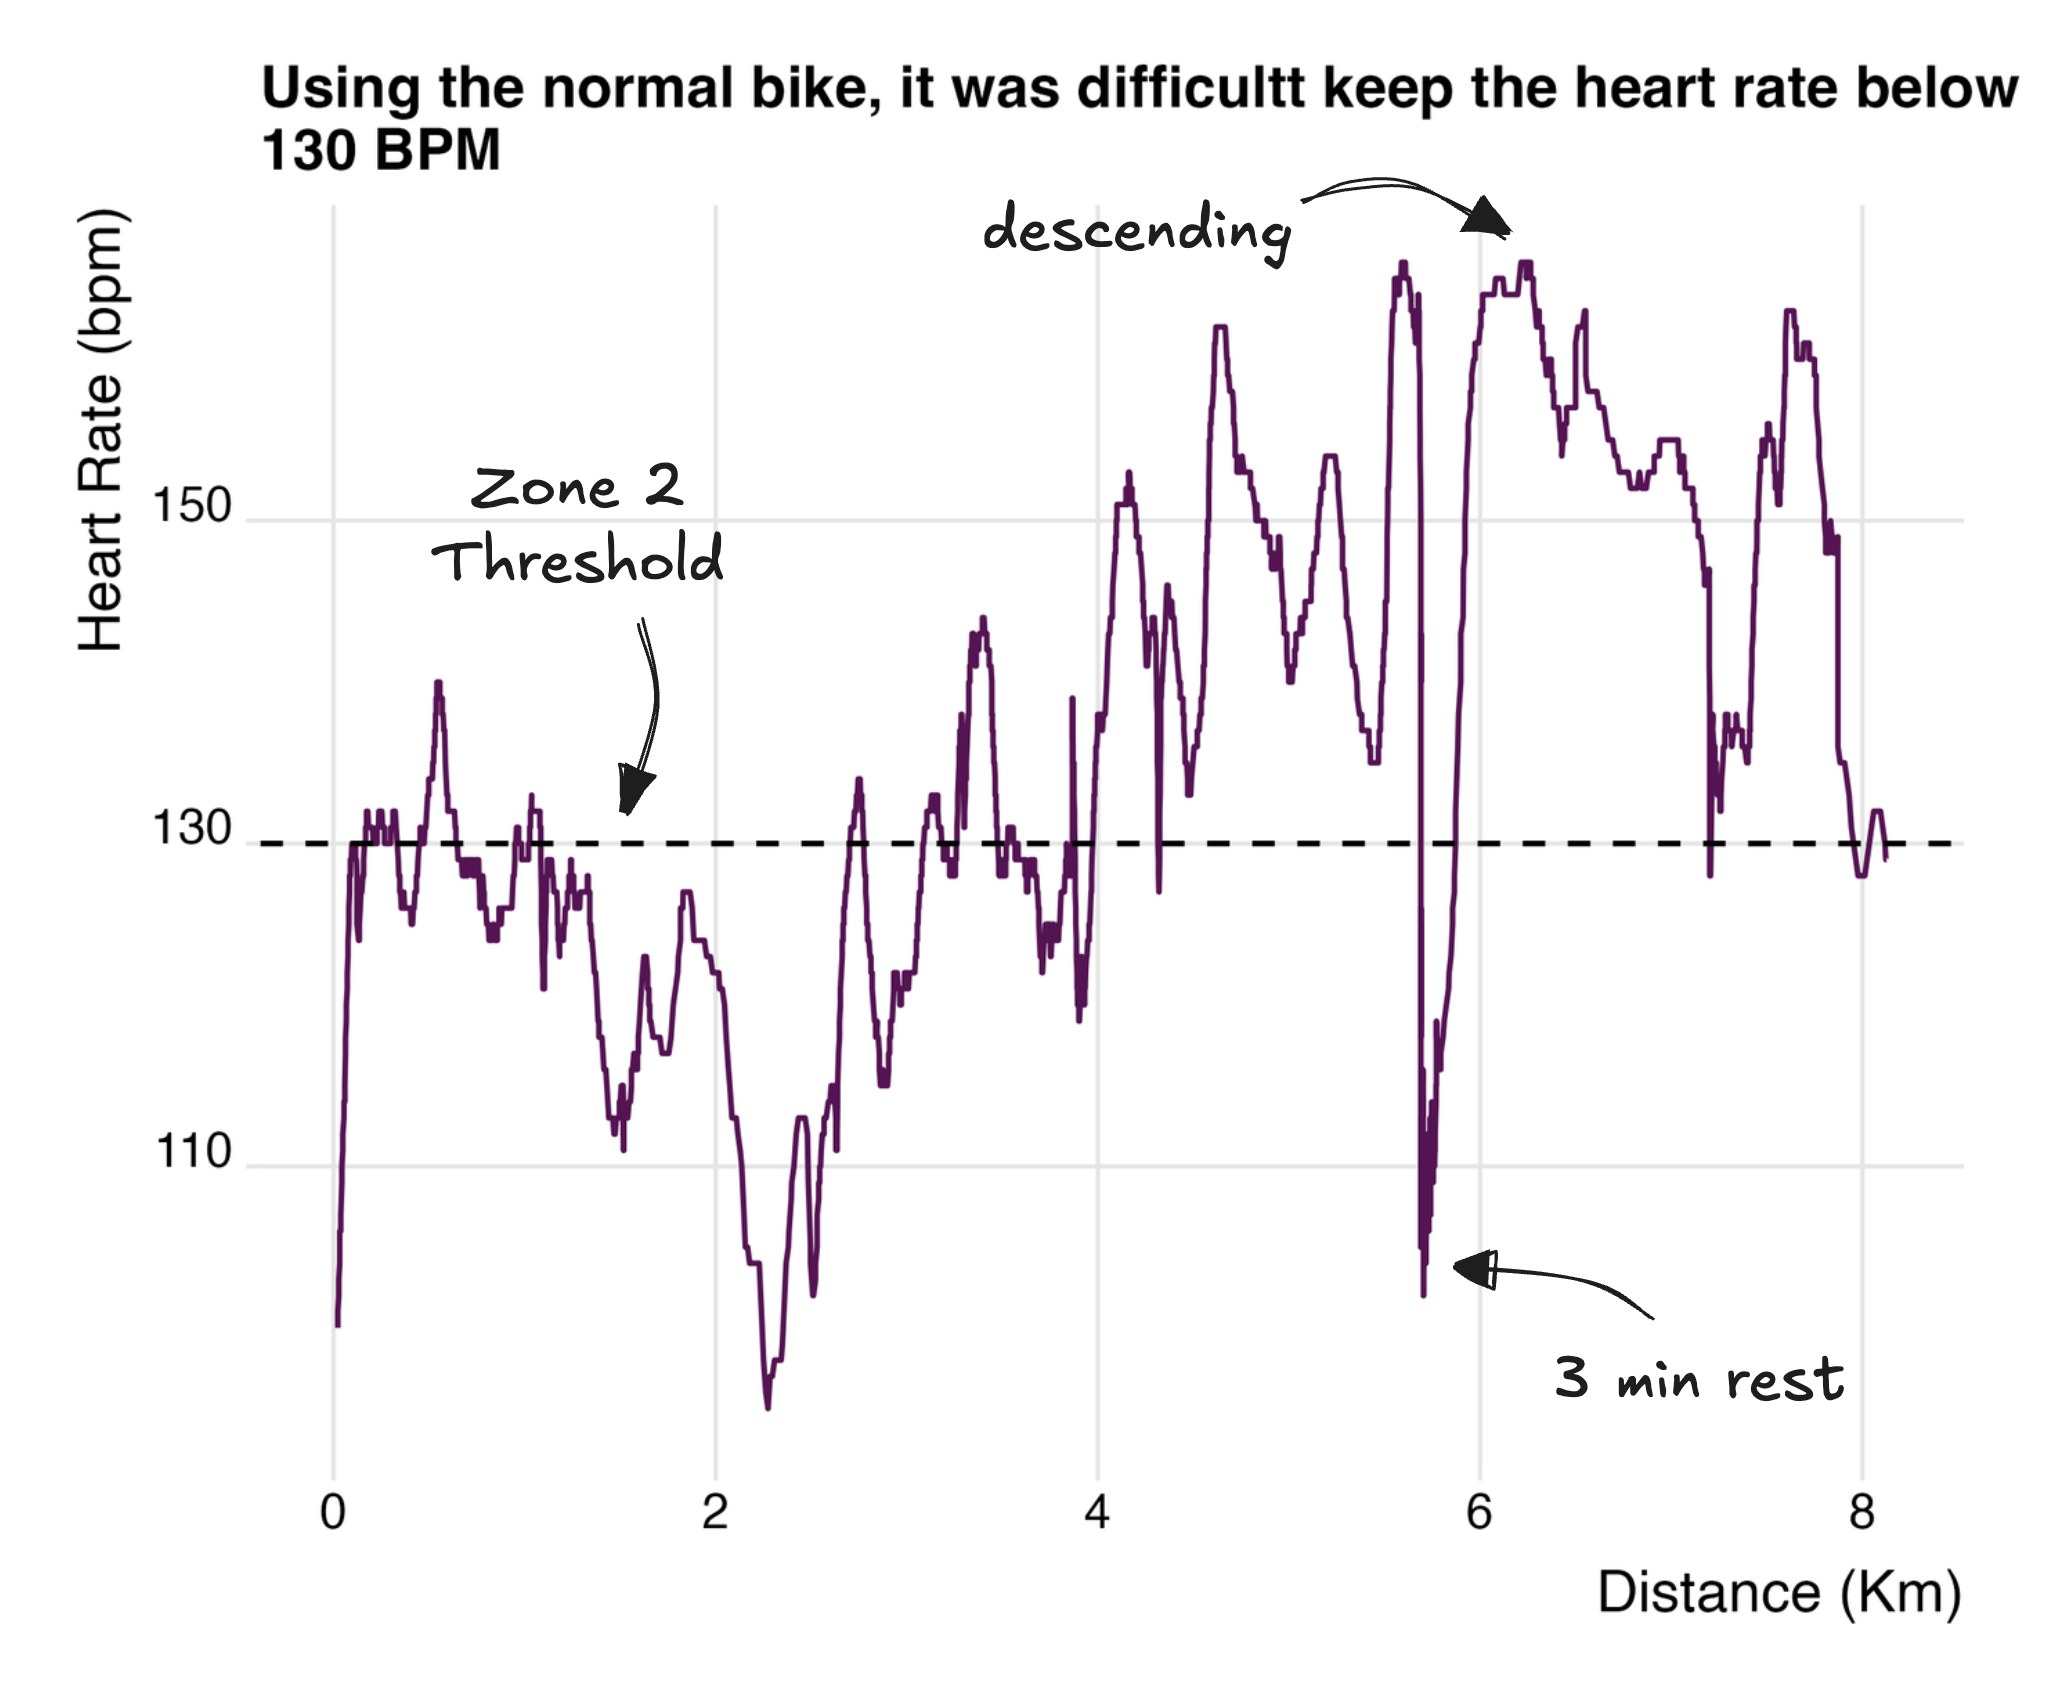 Using the normal bike, it was difficultt keep the heart rate below
130 BPM
descending
Heart Rate (bpm)
Zone 2
Threshold
150
130
110
3 min rest
0 2 4 6 8
Distance (Km)